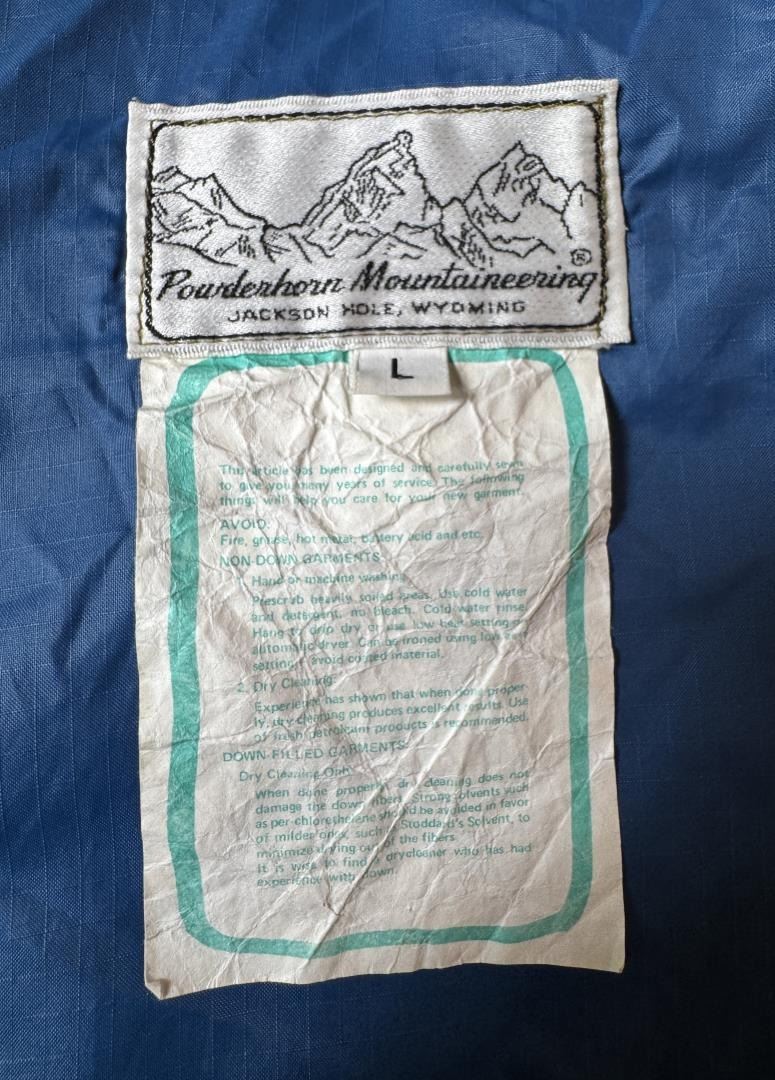 ®
Powderhorn Mountaineering
JACKSON HOLE, WYOMING
L
This article has been designed and carefully sewn
to give you many years of service. The following
things will help you care for your new garment.
AVOID:
Fire, grease, hot metal, battery acid and etc.
NON-DOWN GARMENTS:
1. Hand or machine washing:
Prescrub heavily soiled areas. Use cold water
and detergent, no bleach. Cold water rinse.
Hang to drip dry or use low heat setting on
automatic dryer. Can be ironed using low heat
setting, avoid coated material.
2. Dry Cleaning:
Experience has shown that when done proper-
ly, dry cleaning produces excellent results. Use
of fresh petroleum products is recommended.
DOWN-FILLED GARMENTS:
Dry Cleaning Only
When done properly, dry cleaning does not
damage the down fibers. Strong solvents such
as per-chlorethelene should be avoided in favor
of milder ones, such as Stoddard's Solvent, to
minimize drying out of the fibers.
It is wise to find a drycleaner who has had
experience with down.